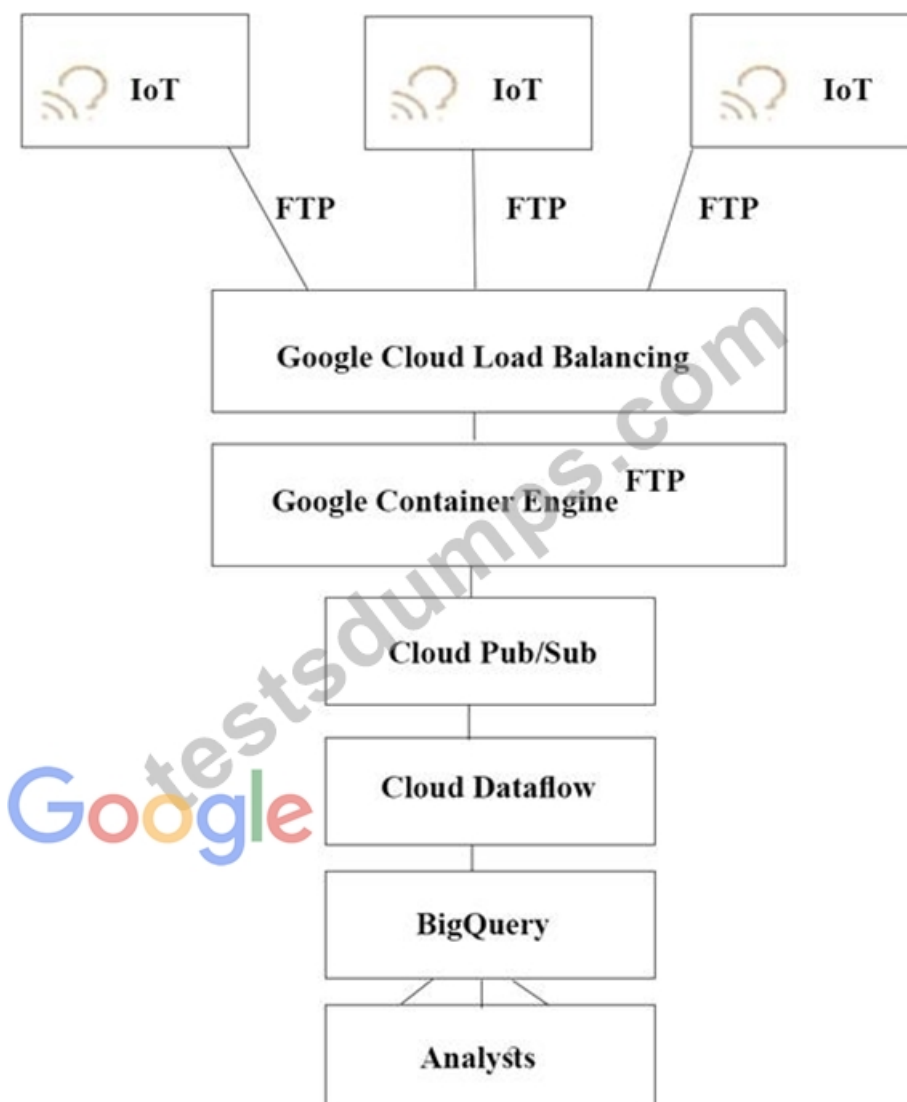 IoT
IoT
IoT
FTP
FTP
FTP
Google Cloud Load Balancing
Google Container Engine FTP
Cloud Pub/Sub
Cloud Dataflow
Google
BigQuery
Analysts
testsdumps.com